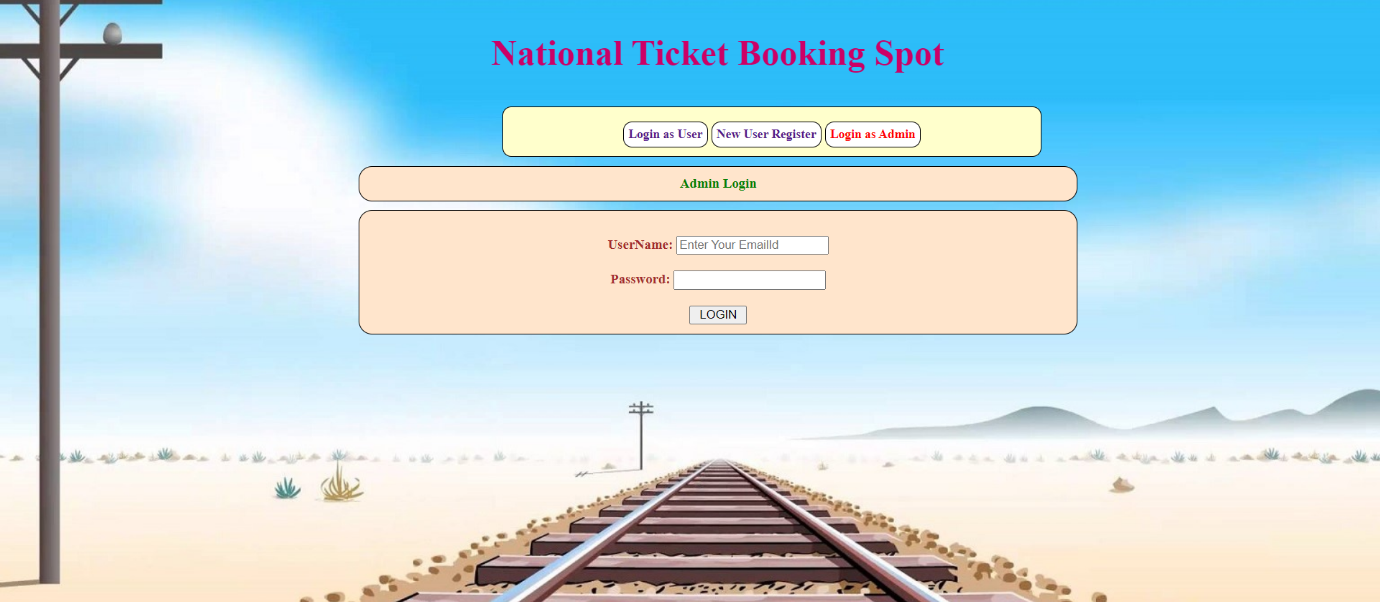 National Ticket Booking Spot
Login as User New User Register Login as Admin
Admin Login
UserName: Enter Your EmailId
Password:
LOGIN